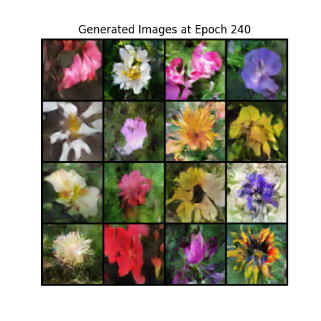 Generated Images at Epoch 240